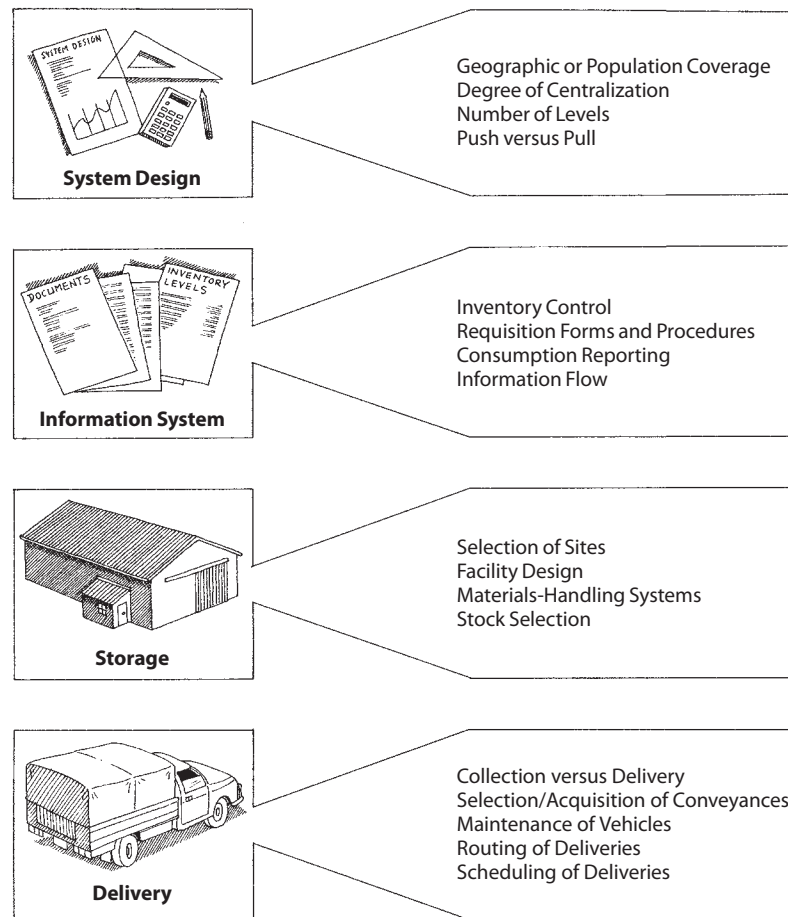 SYSTEM DESIGN
System Design
Geographic or Population Coverage
Degree of Centralization
Number of Levels
Push versus Pull
DOCUMENTS
INVENTORY
LEVELS
Information System
Inventory Control
Requisition Forms and Procedures
Consumption Reporting
Information Flow
Storage
Selection of Sites
Facility Design
Materials-Handling Systems
Stock Selection
Delivery
Collection versus Delivery
Selection/Acquisition of Conveyances
Maintenance of Vehicles
Routing of Deliveries
Scheduling of Deliveries